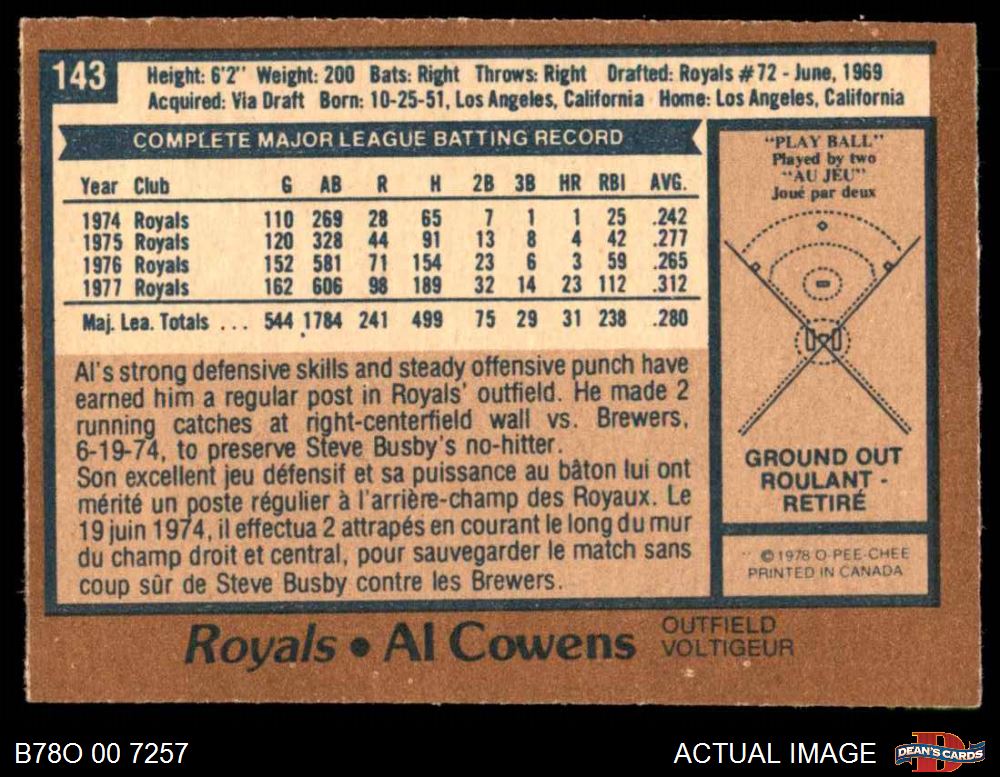 143
Height: 6'2" Weight: 200 Bats: Right Throws: Right Drafted: Royals #72 - June, 1969
Acquired: Via Draft Born: 10-25-51, Los Angeles, California Home: Los Angeles, California
COMPLETE MAJOR LEAGUE BATTING RECORD
Year Club G AB R H 2B 3B HR RBI AVG.
1974 Royals 110 269 28 65 7 1 1 25 .242
1975 Royals 120 328 44 91 13 8 4 42 .277
1976 Royals 152 581 71 154 23 6 3 59 .265
1977 Royals 162 606 98 189 32 14 23 112 .312
Maj. Lea. Totals ... 544 1784 241 499 75 29 31 238 .280
Al's strong defensive skills and steady offensive punch have
earned him a regular post in Royals' outfield. He made 2
running catches at right-centerfield wall vs. Brewers,
6-19-74, to preserve Steve Busby's no-hitter.
Son excellent jeu défensif et sa puissance au bâton lui ont
mérité un poste régulier à l'arrière-champ des Royaux. Le
19 juin 1974, il effectua 2 attrapés en courant le long du mur
du champ droit et central, pour sauvegarder le match sans
coup sûr de Steve Busby contre les Brewers.
"PLAY BALL"
Played by two
"AU JEU"
Joué par deux
GROUND OUT
ROULANT -
RETIRÉ
© 1978 O-PEE-CHEE
PRINTED IN CANADA
Royals • Al Cowens
OUTFIELD
VOLTIGEUR
B78O 00 7257
ACTUAL IMAGE
D
DEAN'S CARDS